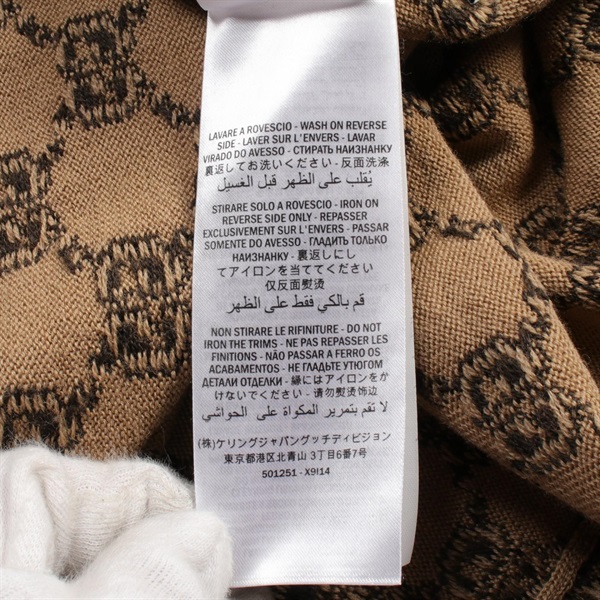 LAVARE A ROVESCIO - WASH ON REVERSE
SIDE - LAVER SUR L'ENVERS - LAVAR
VIRADO DO AVESSO - СТИРАТЬ НАИЗНАНКУ
裏返してお洗いください - 反面洗涤
يُقلب على الظهر قبل الغسيل
STIRARE SOLO A ROVESCIO - IRON ON
REVERSE SIDE ONLY - REPASSER
EXCLUSIVEMENT SUR L'ENVERS - PASSAR
SOMENTE DO AVESSO - ГЛАДИТЬ ТОЛЬКО
НАИЗНАНКУ - 裏返しにし
てアイロンを当ててください
仅反面熨烫
قم بالكي فقط على الظهر
NON STIRARE LE RIFINITURE - DO NOT
IRON THE TRIMS - NE PAS REPASSER LES
FINITIONS - NÃO PASSAR A FERRO OS
ACABAMENTOS - НЕ ГЛАДЬТЕ УТЮГОМ
ДЕТАЛИ ОТДЕЛКИ - 縁にはアイロンをか
けないでください - 请勿熨烫饰边
لا تقم بتمرير المكواة على الحواشي
(株)ケリングジャパングッチディビジョン
東京都港区北青山3丁目6番7号
501251 - X9I14